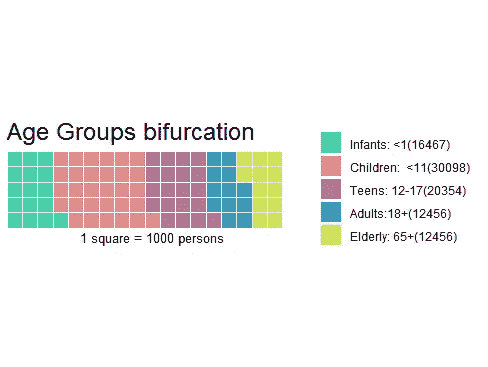 Age Groups bifurcation
1 square = 1000 persons
Infants: <1(16467)
Children:  <11(30098)
Teens: 12-17(20354)
Adults:18+(12456)
Elderly: 65+(12456)